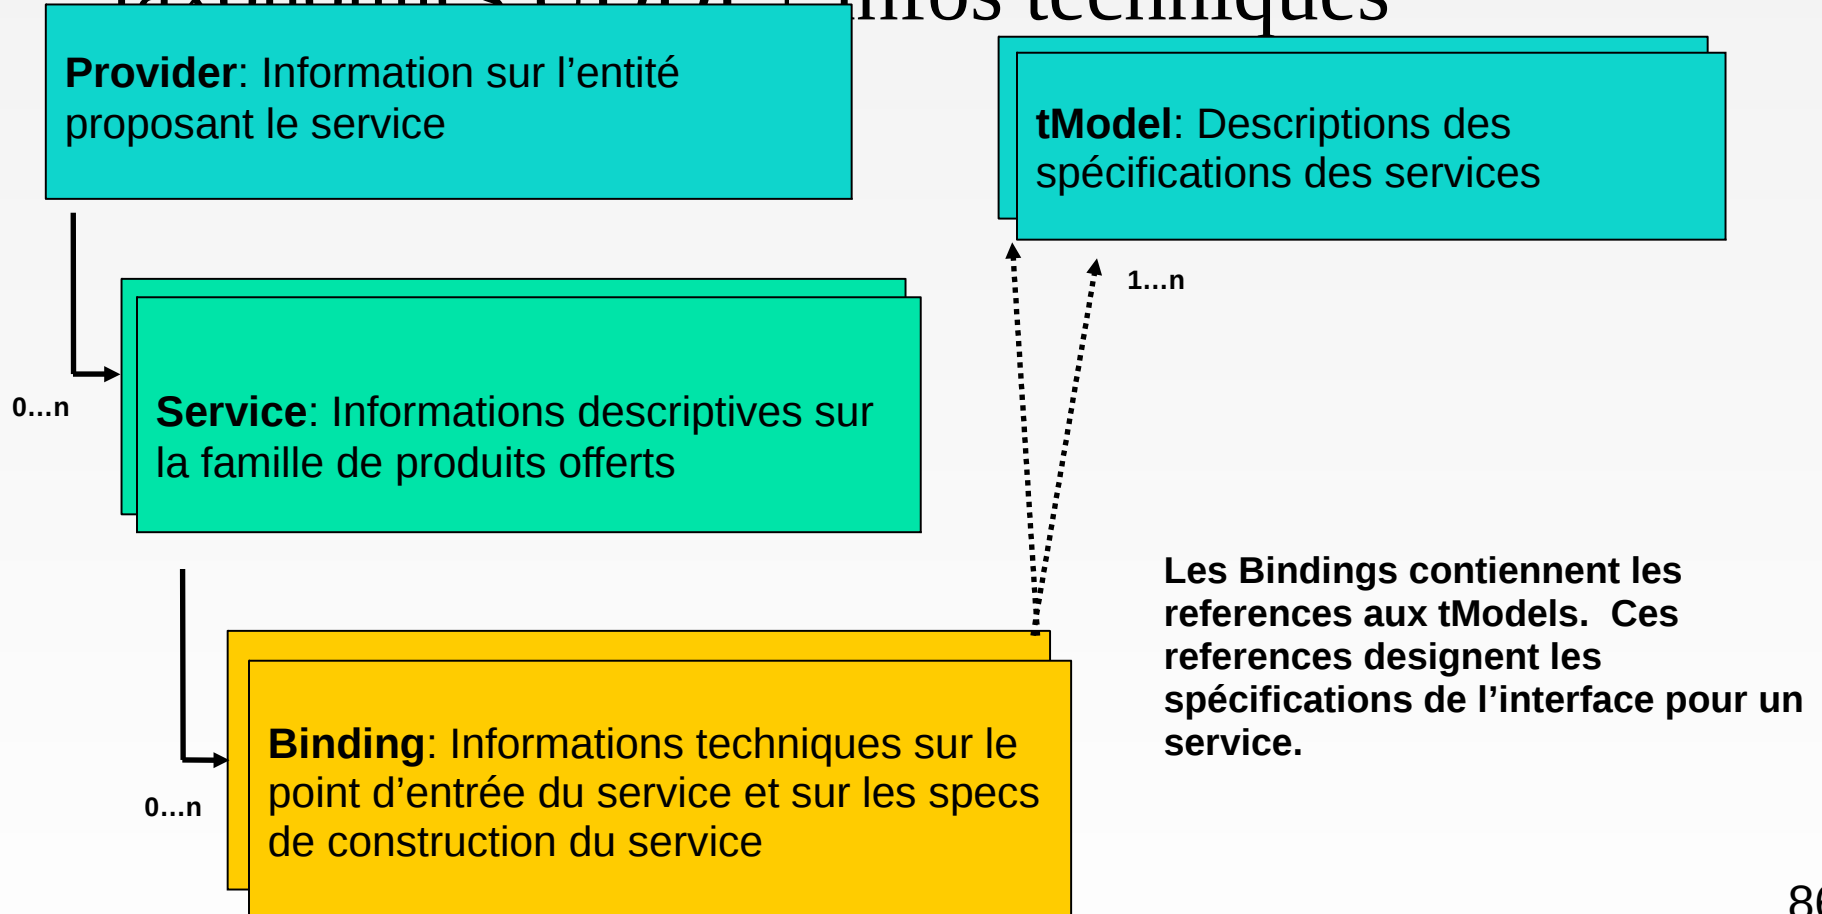 techniques
Provider: Information sur l’entité
proposant le service
tModel: Descriptions des
spécifications des services
1...n
0...n
Service: Informations descriptives sur
la famille de produits offerts
Les Bindings contiennent les
references aux tModels.  Ces
references designent les
spécifications de l’interface pour un
service.
Binding: Informations techniques sur le
point d’entrée du service et sur les specs
de construction du service
0...n
86